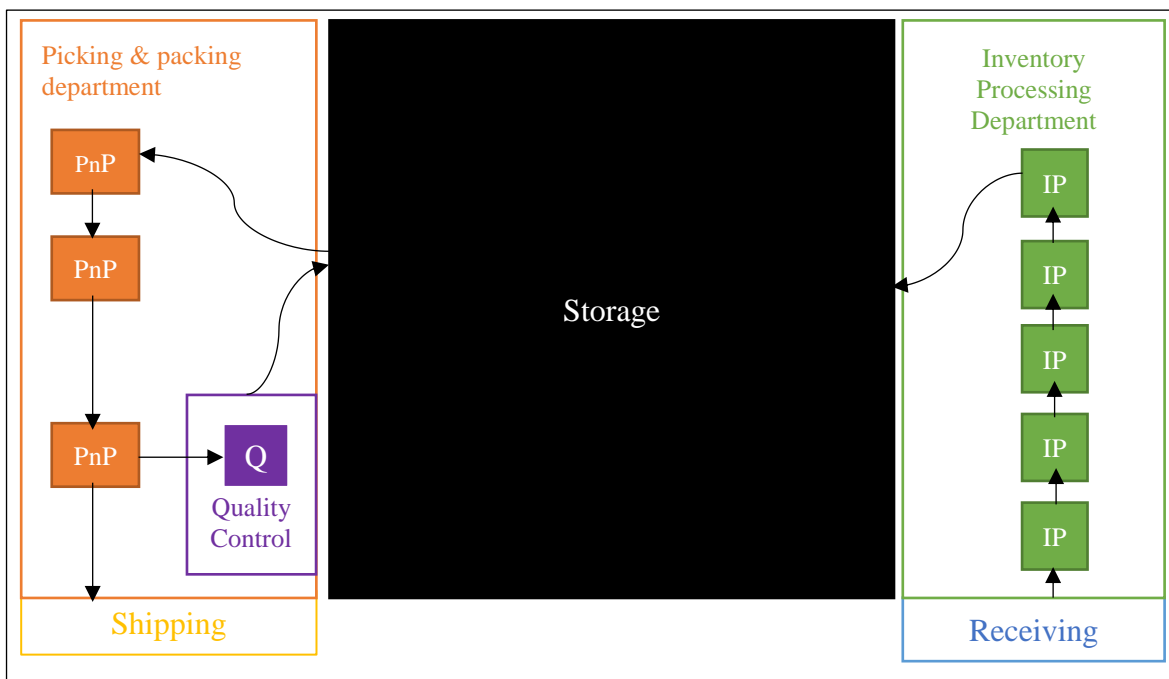 Picking & packing
department
PnP
PnP
PnP
Q
Quality
Control
Shipping
Storage
Inventory
Processing
Department
IP
IP
IP
IP
IP
Receiving